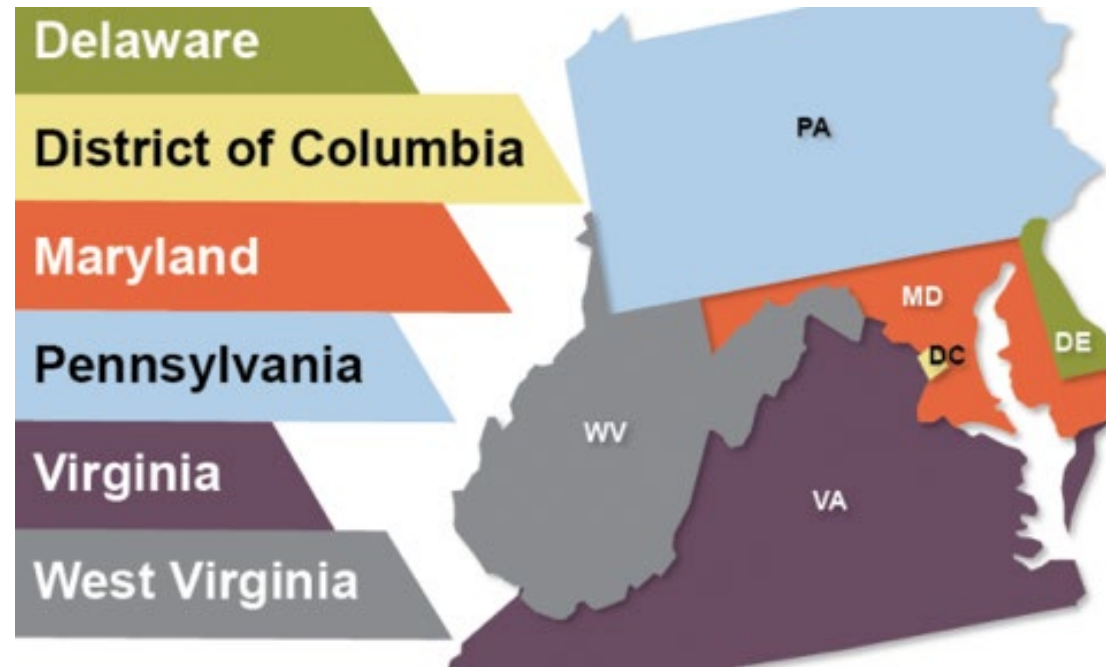 Delaware
District of Columbia
Maryland
Pennsylvania
Virginia
West Virginia
PA
MD
DC
DE
WV
VA